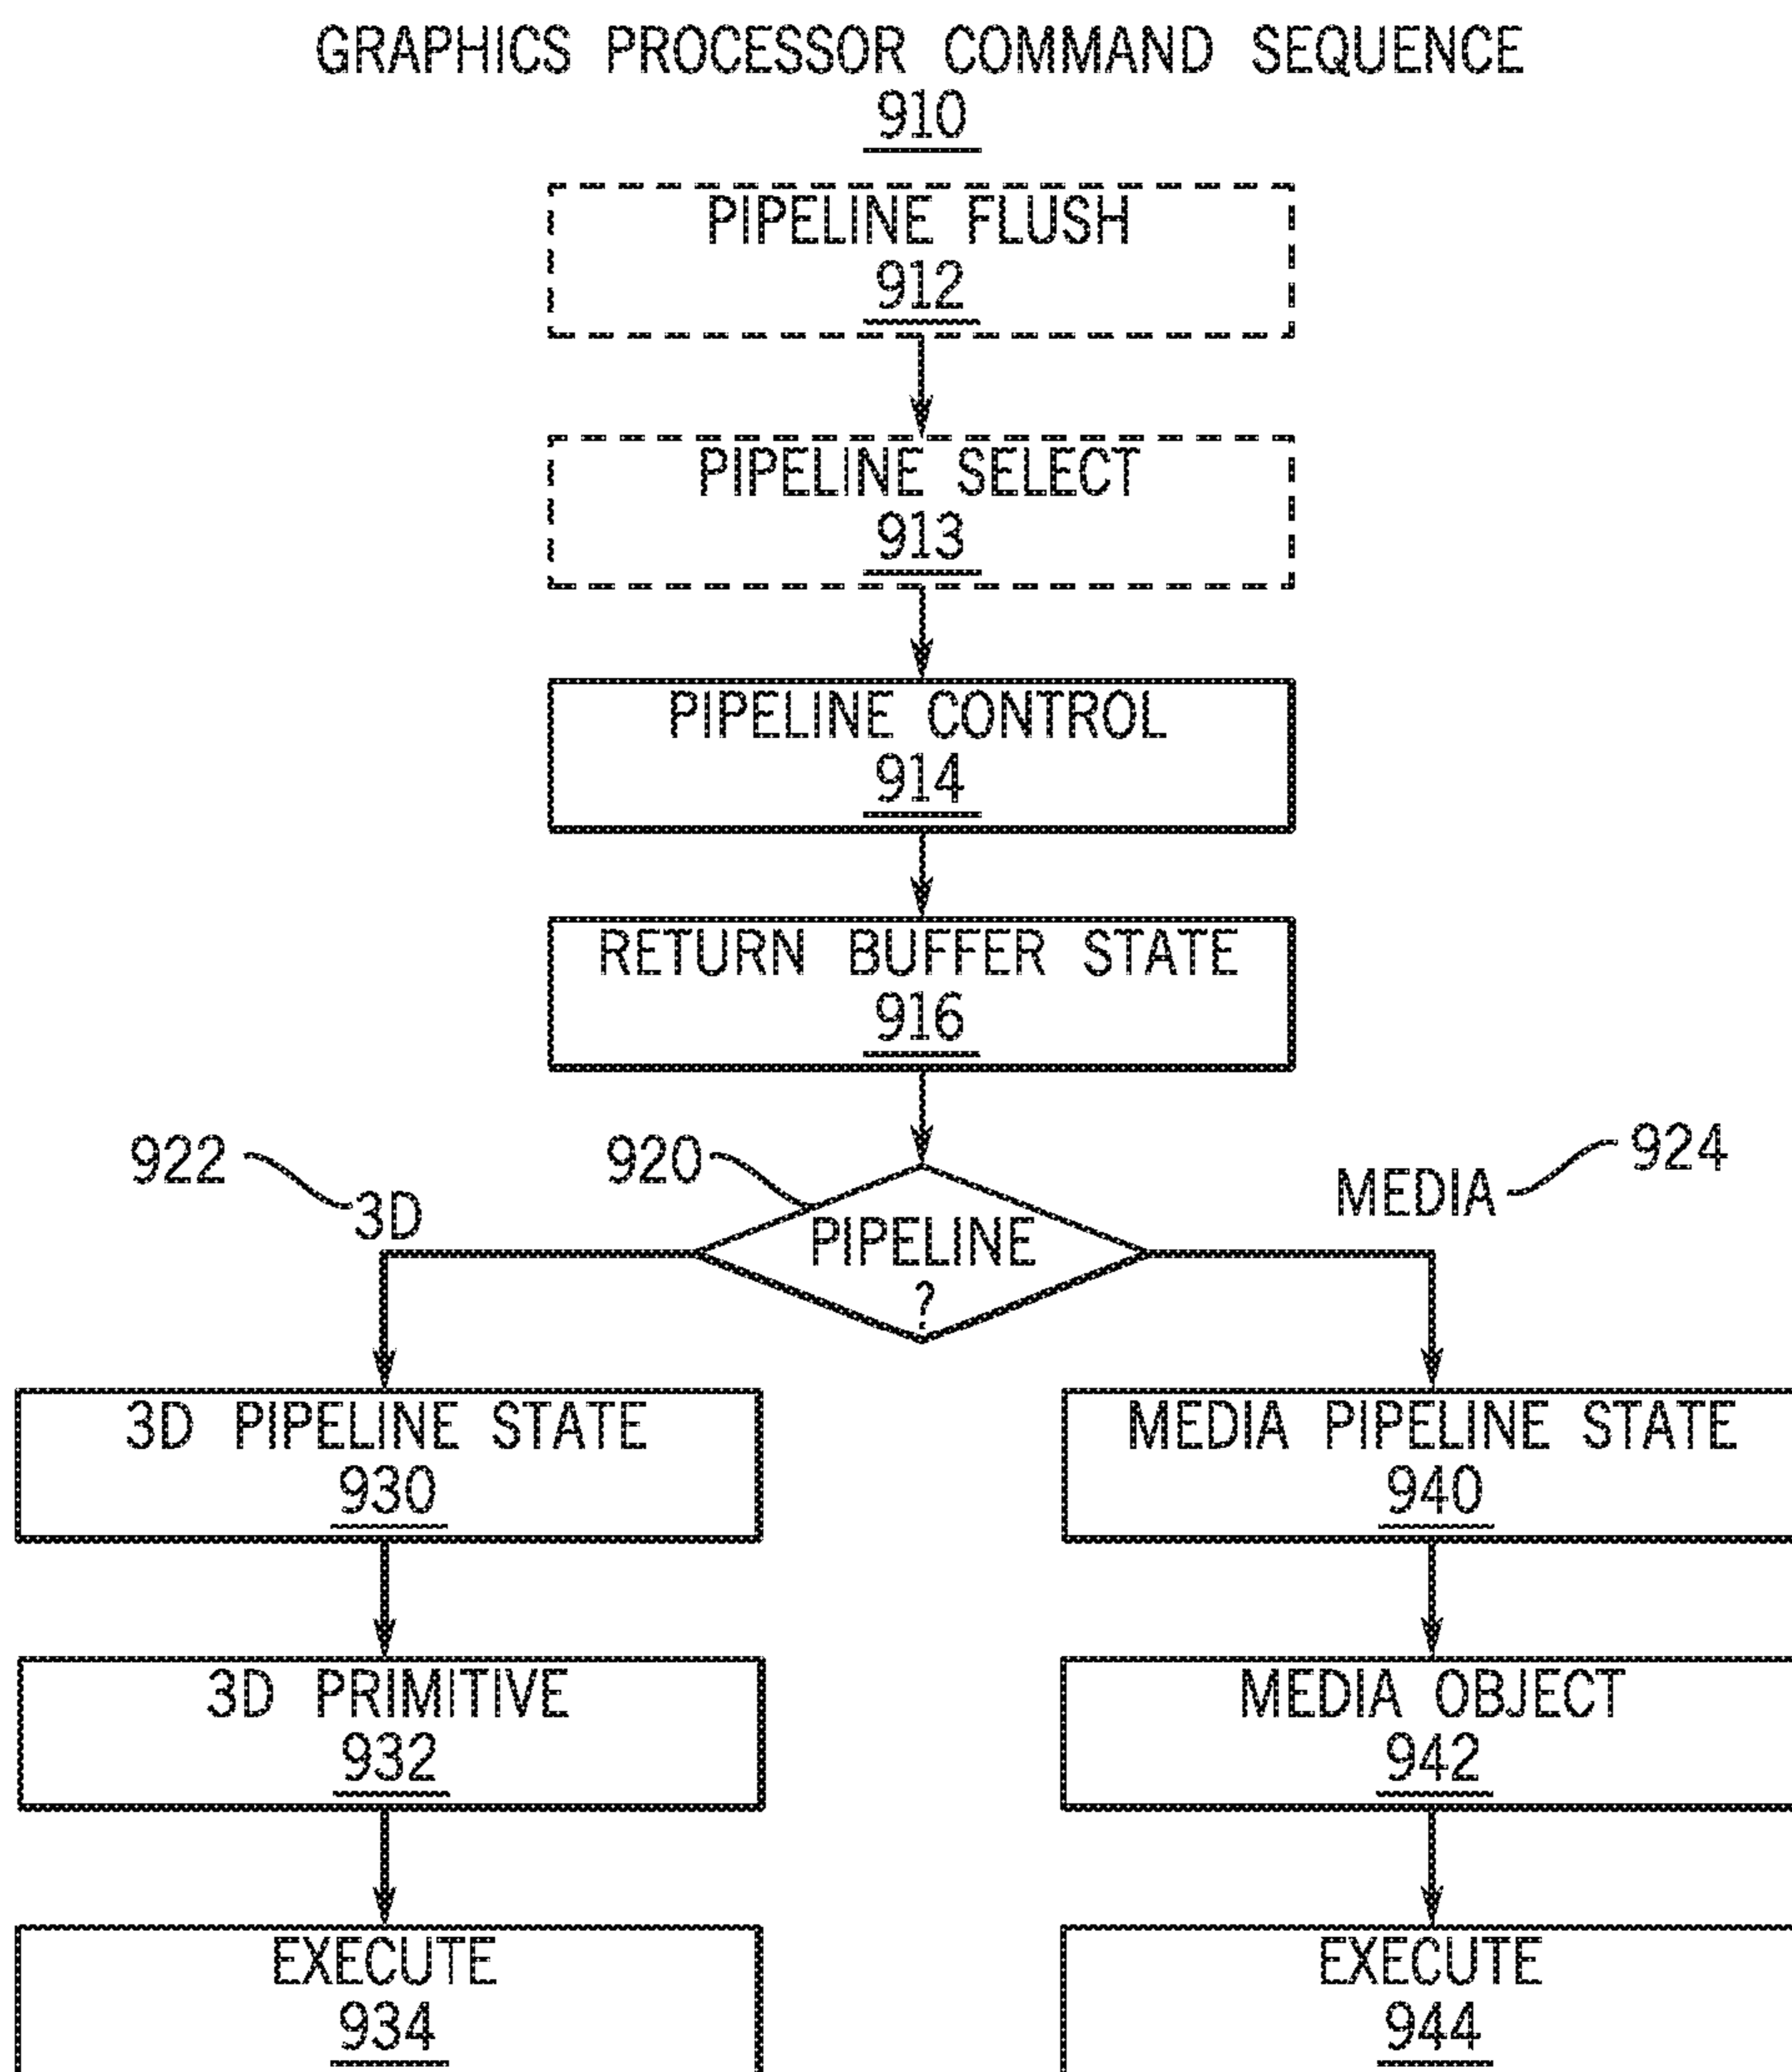 GRAPHICS PROCESSOR COMMAND SEQUENCE
910
PIPELINE FLUSH
912
PIPELINE SELECT
913
PIPELINE CONTROL
914
RETURN BUFFER STATE
916
922
3D
920
PIPELINE
?
MEDIA
924
3D PIPELINE STATE
930
MEDIA PIPELINE STATE
940
3D PRIMITIVE
932
MEDIA OBJECT
942
EXECUTE
934
EXECUTE
944